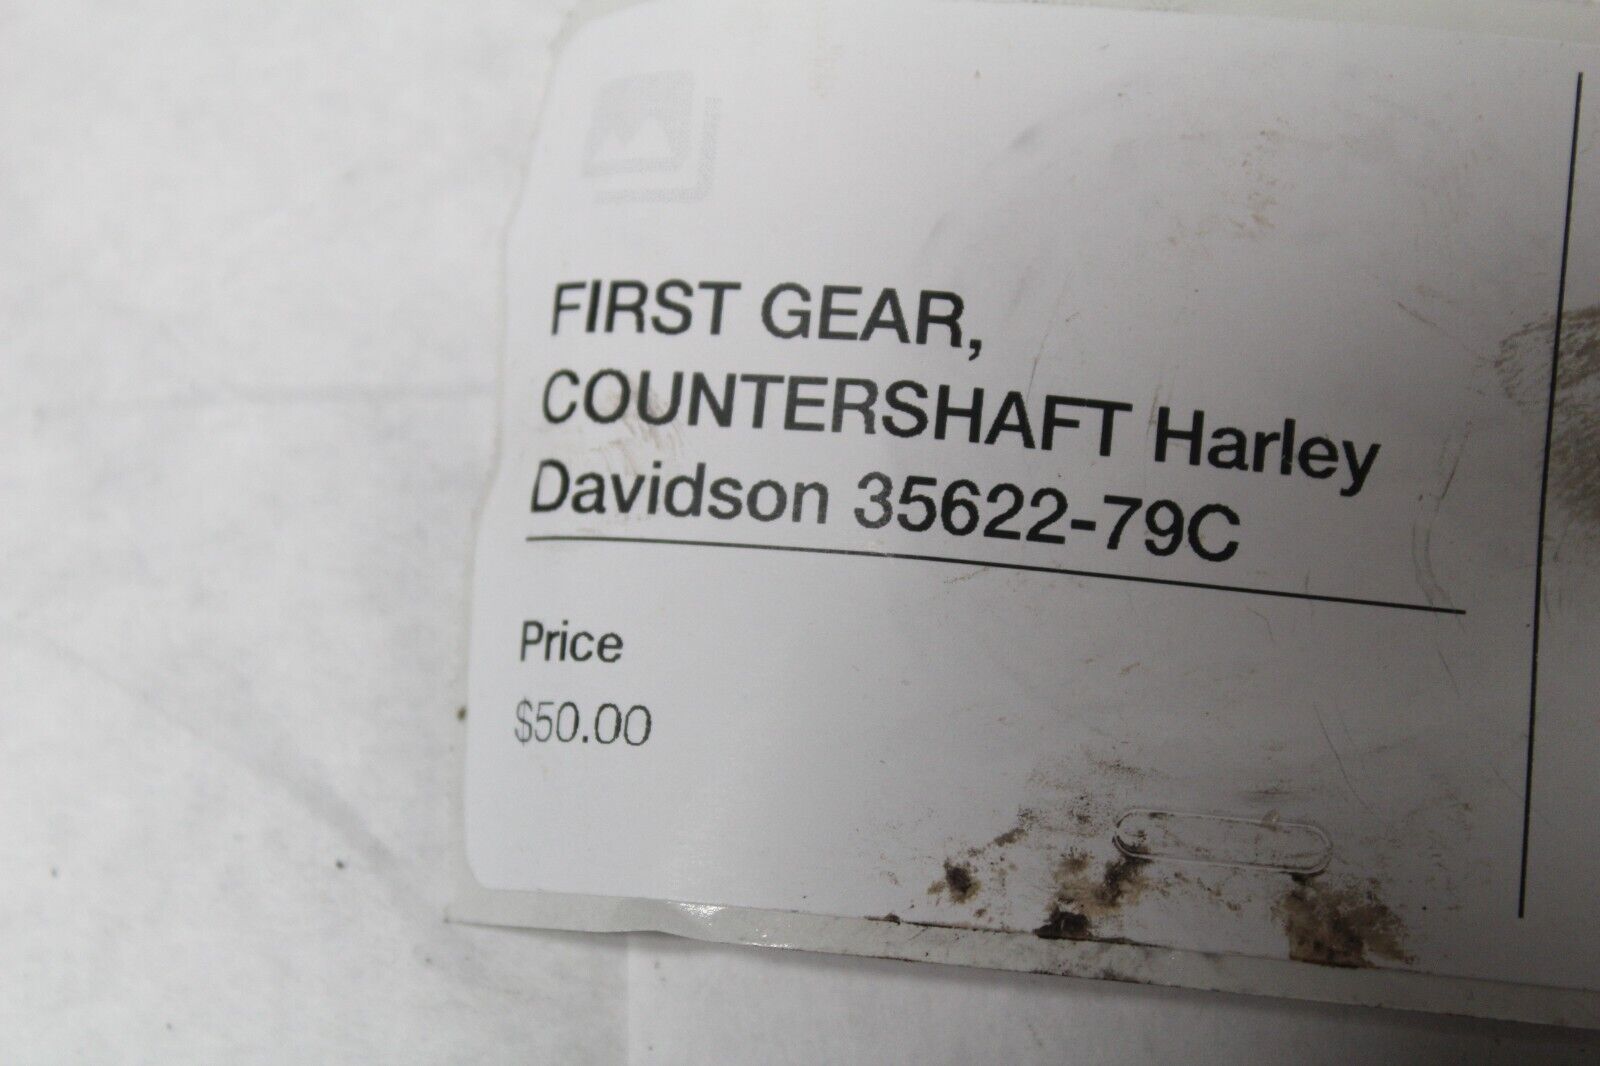 FIRST GEAR,
COUNTERSHAFT Harley
Davidson 35622-79C
Price
$50.00